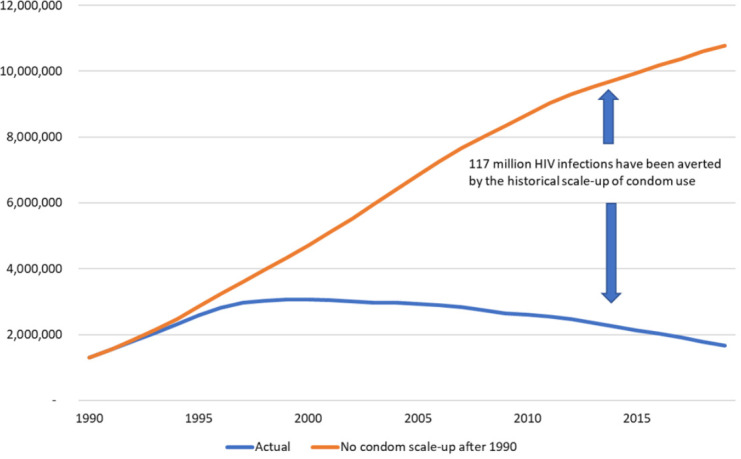 12,000,000
10,000,000
8,000,000
6,000,000
4,000,000
2,000,000
-
117 million HIV infections have been averted
by the historical scale-up of condom use
1990 1995 2000 2005 2010 2015
Actual No condom scale-up after 1990